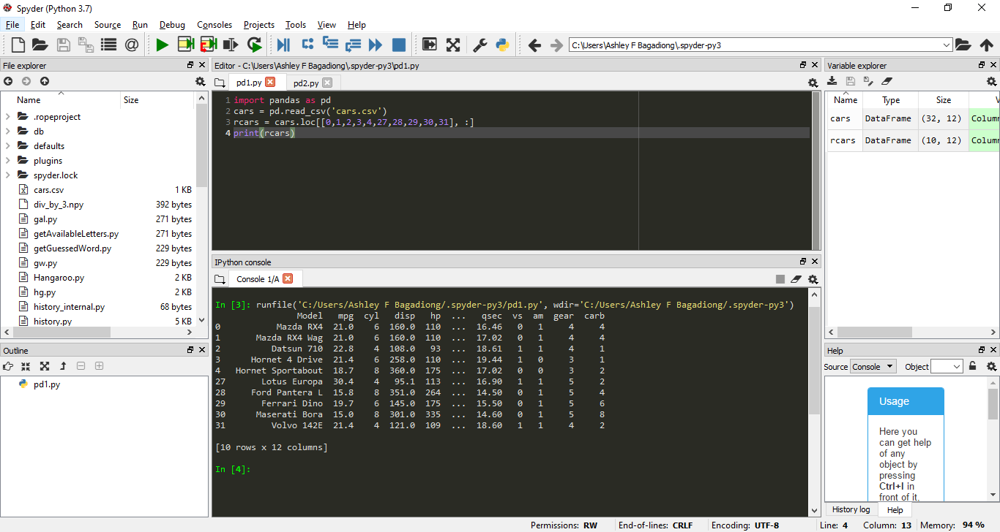 Spyder (Python 3.7)
File Edit Search Source Run Debug Consoles Projects Tools View Help
C:\Users\Ashley F Bagadiong\.spyder-py3
File explorer
Name Size
.ropeproject
db
defaults
plugins
spyder.lock
cars.csv 1 KB
div_by_3.npy 392 bytes
gal.py 271 bytes
getAvailableLetters.py 271 bytes
getGuessedWord.py 229 bytes
gw.py 229 bytes
Hangaroo.py 2 KB
hg.py 2 KB
history_internal.py 68 bytes
history.py 5 KB
Outline
pd1.py
Editor - C:\Users\Ashley F Bagadiong\.spyder-py3\pd1.py
pd1.py pd2.py
1 import pandas as pd
2 cars = pd.read_csv('cars.csv')
3 rcars = cars.loc[[0,1,2,3,4,27,28,29,30,31], :]
4 print(rcars)
IPython console
Console 1/A
In [3]: runfile('C:/Users/Ashley F Bagadiong/.spyder-py3/pd1.py', wdir='C:/Users/Ashley F Bagadiong/.spyder-py3')
Model mpg cyl disp hp ... qsec vs am gear carb
0 Mazda RX4 21.0 6 160.0 110 ... 16.46 0 1 4 4
1 Mazda RX4 Wag 21.0 6 160.0 110 ... 17.02 0 1 4 4
2 Datsun 710 22.8 4 108.0 93 ... 18.61 1 1 4 1
3 Hornet 4 Drive 21.4 6 258.0 110 ... 19.44 1 0 3 1
4 Hornet Sportabout 18.7 8 360.0 175 ... 17.02 0 0 3 2
27 Lotus Europa 30.4 4 95.1 113 ... 16.90 1 1 5 2
28 Ford Pantera L 15.8 8 351.0 264 ... 14.50 0 1 5 4
29 Ferrari Dino 19.7 6 145.0 175 ... 15.50 0 1 5 6
30 Maserati Bora 15.0 8 301.0 335 ... 14.60 0 1 5 8
31 Volvo 142E 21.4 4 121.0 109 ... 18.60 1 1 4 2
[10 rows x 12 columns]
In [4]:
Variable explorer
Name Type Size V
cars DataFrame (32, 12) Column
rcars DataFrame (10, 12) Column
Help
Source Console Object
Usage
Here you
can get help
of any
object by
pressing
Ctrl+I in
front of it,
History log Help
Permissions: RW End-of-lines: CRLF Encoding: UTF-8 Line: 4 Column: 13 Memory: 94 %